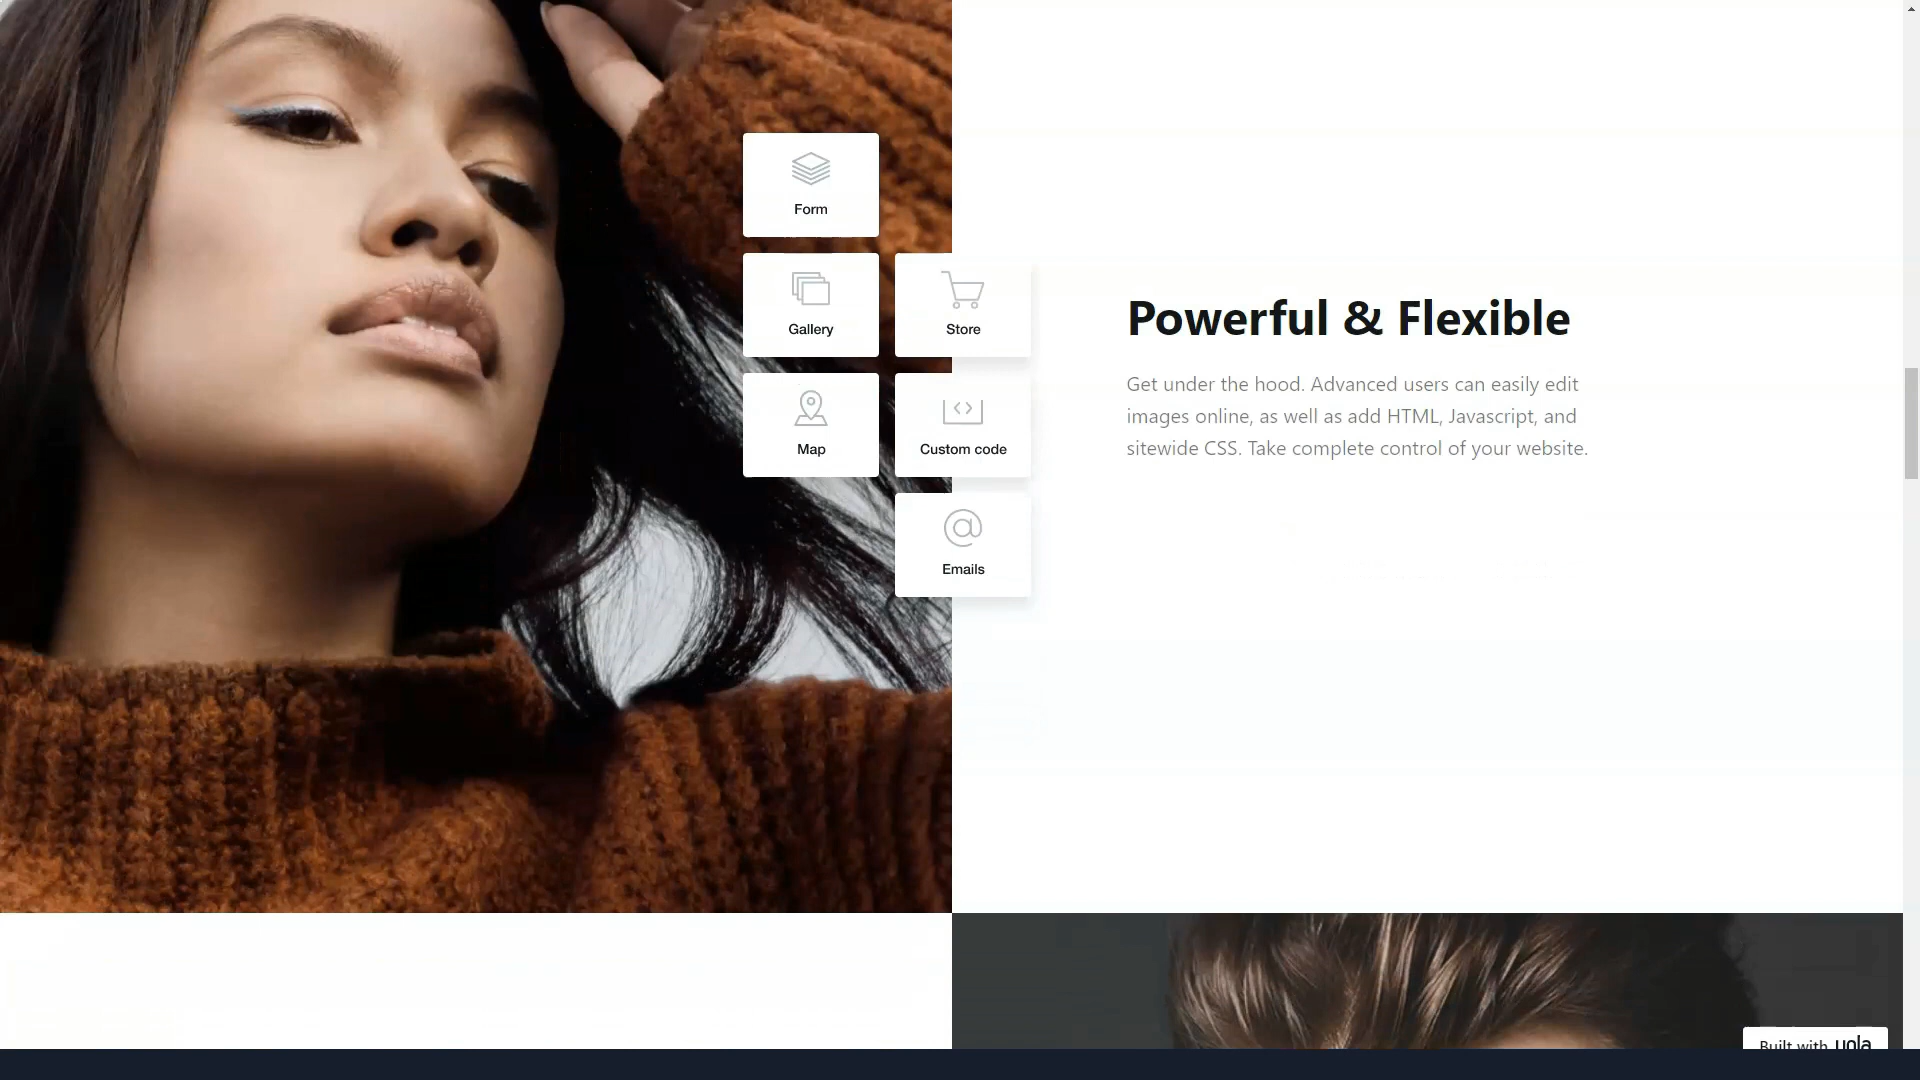 Form
Gallery
Store
Map
Custom code
Emails
Powerful & Flexible
Get under the hood. Advanced users can easily edit
images online, as well as add HTML, Javascript, and
sitewide CSS. Take complete control of your website.
Built with yola